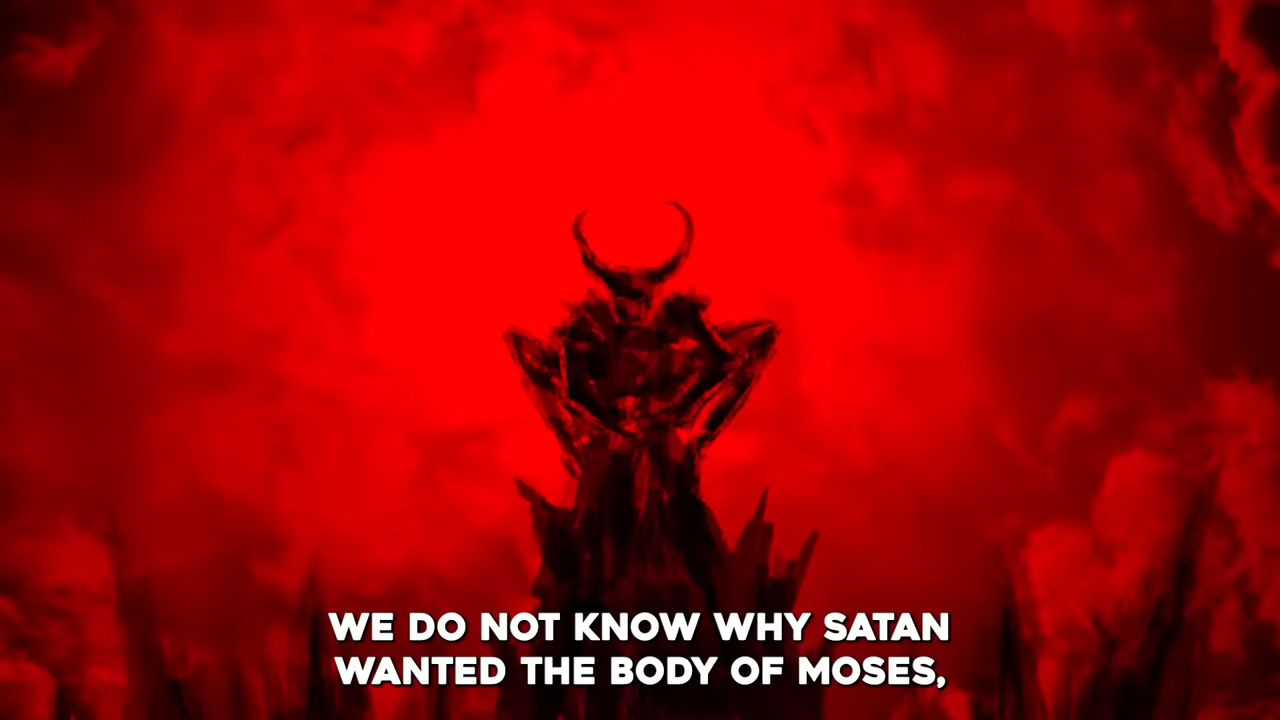 WE DO NOT KNOW WHY SATAN
WANTED THE BODY OF MOSES,